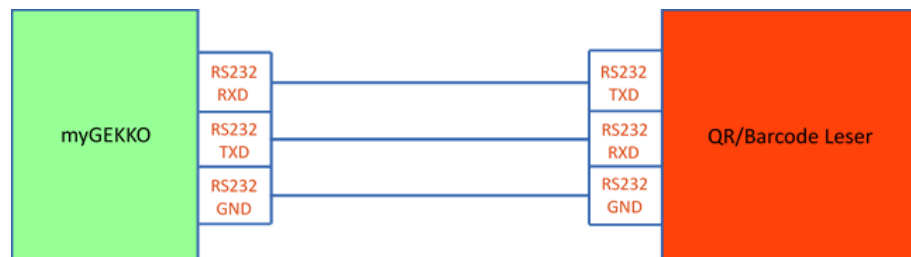 myGEKKO
RS232
RXD
RS232
TXD
RS232
GND
RS232
TXD
RS232
RXD
RS232
GND
QR/Barcode Leser